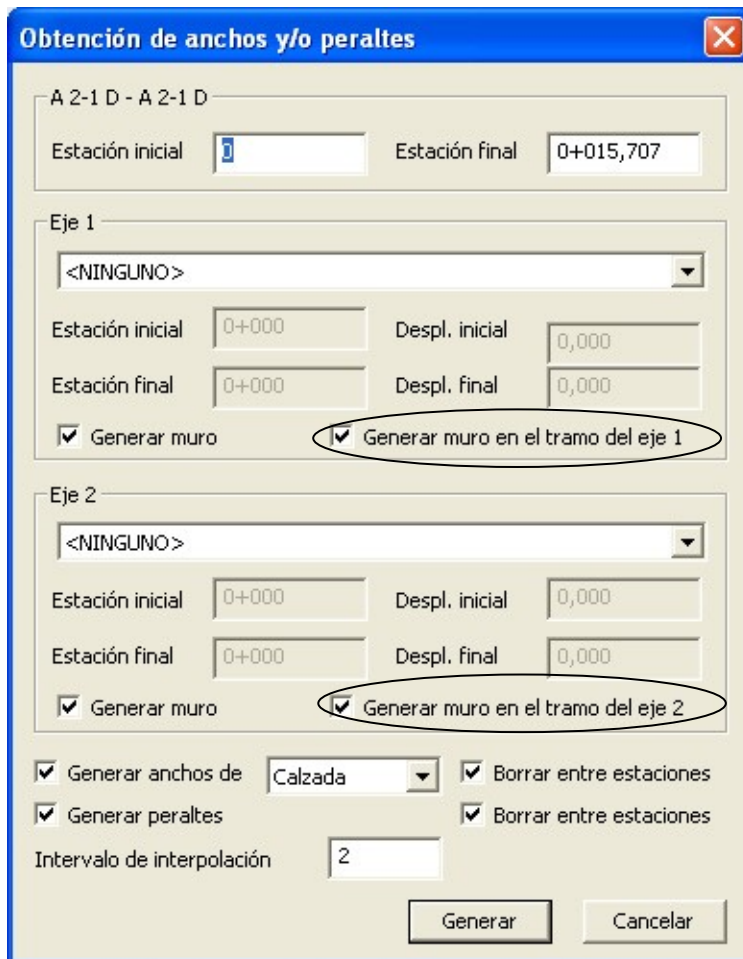 Obtención de anchos y/o peraltes
A 2-1 D - A 2-1 D
Estación inicial 0 Estación final 0+015,707
Eje 1
<NINGUNO>
Estación inicial 0+000 Despl. inicial 0,000
Estación final 0+000 Despl. final 0,000
Generar muro Generar muro en el tramo del eje 1
Eje 2
<NINGUNO>
Estación inicial 0+000 Despl. inicial 0,000
Estación final 0+000 Despl. final 0,000
Generar muro Generar muro en el tramo del eje 2
Generar anchos de Calzada Borrar entre estaciones
Generar peraltes Borrar entre estaciones
Intervalo de interpolación 2
Generar Cancelar